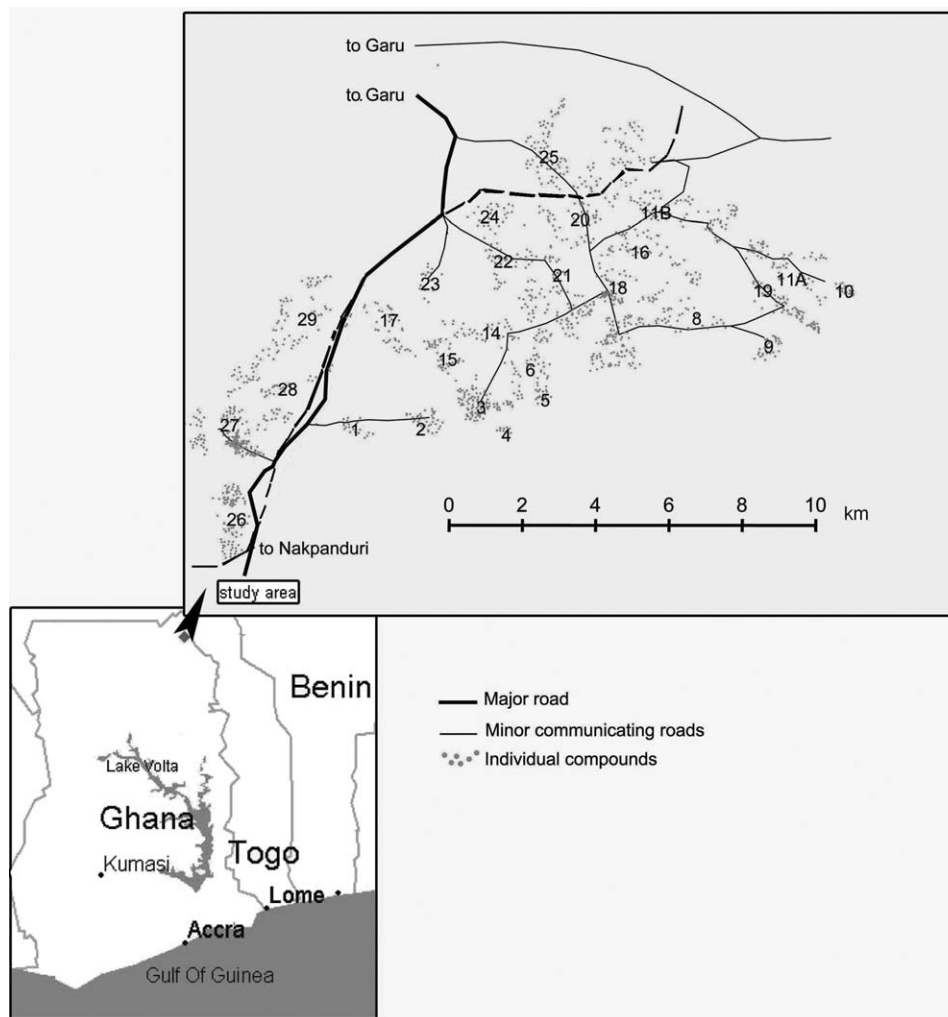 to Garu
to. Garu
25
24
20
11B
22
16
23
21
18
11A
19
10
29
17
8
14
9
15
6
28
5
3
27
1
2
4
26
0 2 4 6 8 10
km
to Nakpanduri
study area
Benin
Major road
Minor communicating roads
Individual compounds
Lake Volta
Ghana
Togo
Kumasi
Lome
Accra
Gulf Of Guinea